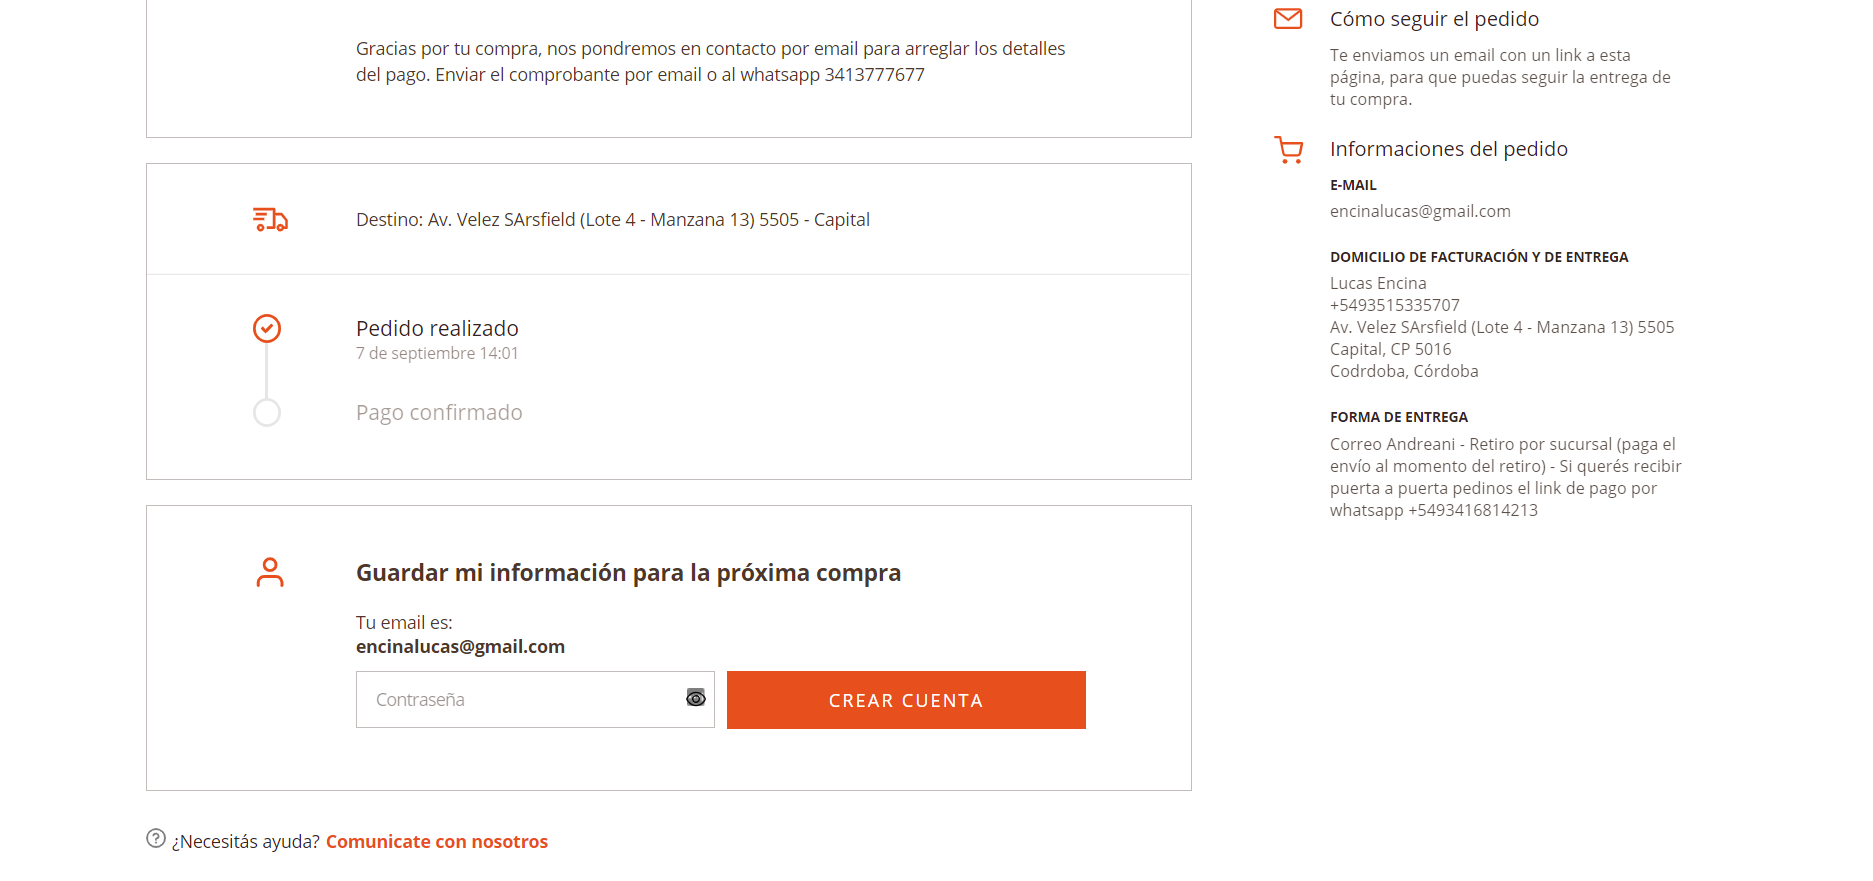 Gracias por tu compra, nos pondremos en contacto por email para arreglar los detalles
del pago. Enviar el comprobante por email o al whatsapp 3413777677
Destino: Av. Velez SArsfield (Lote 4 - Manzana 13) 5505 - Capital
Pedido realizado
7 de septiembre 14:01
Pago confirmado
Guardar mi información para la próxima compra
Tu email es:
encinalucas@gmail.com
Contraseña
CREAR CUENTA
¿Necesitás ayuda? Comunicate con nosotros
Cómo seguir el pedido
Te enviamos un email con un link a esta
página, para que puedas seguir la entrega de
tu compra.
Informaciones del pedido
E-MAIL
encinalucas@gmail.com
DOMICILIO DE FACTURACIÓN Y DE ENTREGA
Lucas Encina
+5493515335707
Av. Velez SArsfield (Lote 4 - Manzana 13) 5505
Capital, CP 5016
Codrdoba, Córdoba
FORMA DE ENTREGA
Correo Andreani - Retiro por sucursal (paga el
envío al momento del retiro) - Si querés recibir
puerta a puerta pedinos el link de pago por
whatsapp +5493416814213